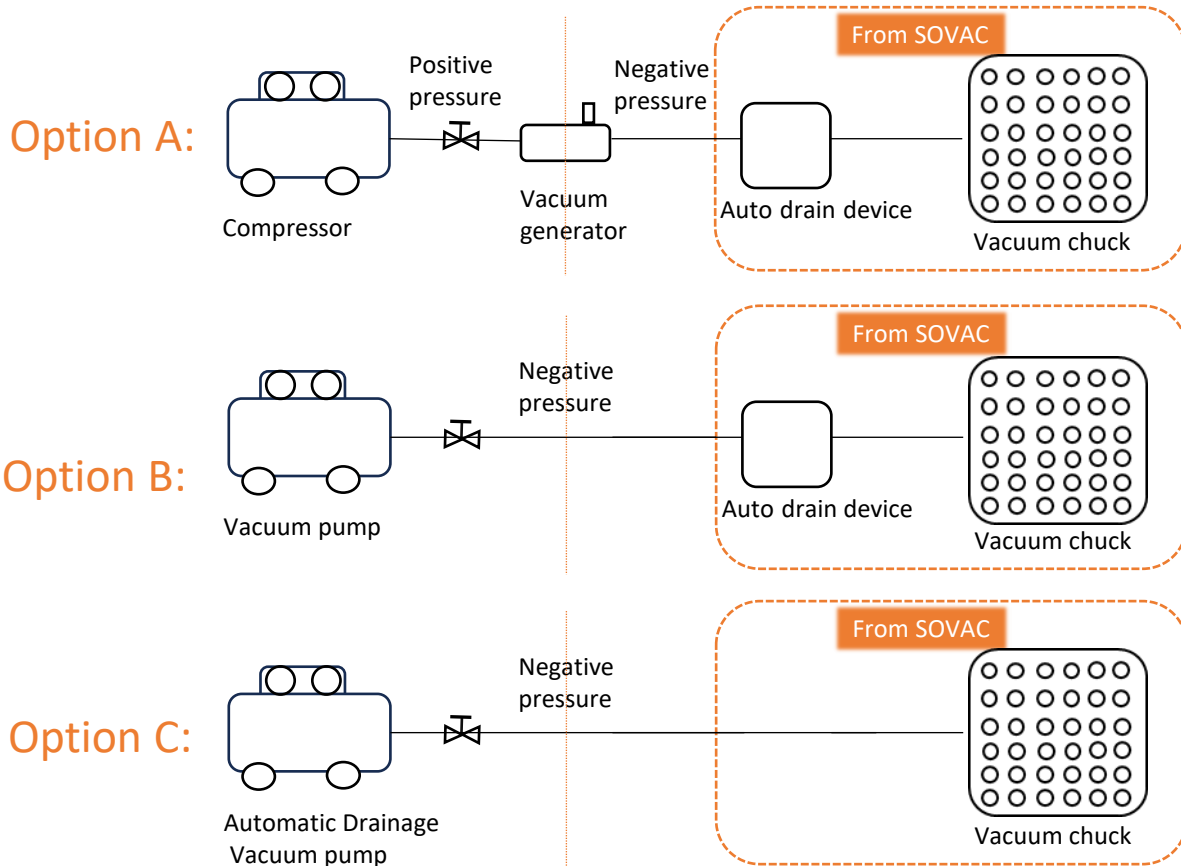 From SOVAC
Positive
pressure
Negative
pressure
Option A:
Compressor
Vacuum
generator
Auto drain device
Vacuum chuck
From SOVAC
Negative
pressure
Option B:
Vacuum pump
Auto drain device
Vacuum chuck
From SOVAC
Negative
pressure
Option C:
Automatic Drainage
Vacuum pump
Vacuum chuck